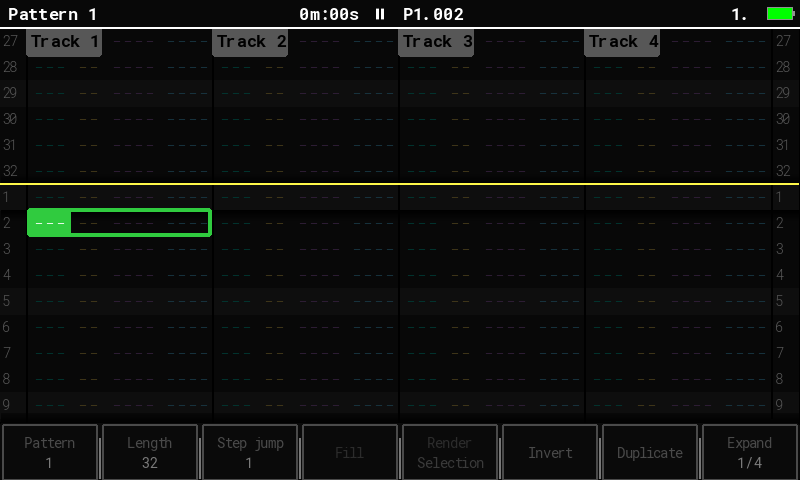 Pattern 1 0m:00s P1.002 1.
27 Track 1 --- -- ---- ---- Track 2 --- -- ---- ---- Track 3 --- -- ---- ---- Track 4 --- -- ---- ---- 27
28 --- -- ---- ---- --- -- ---- ---- --- -- ---- ---- --- -- ---- ---- 28
29 --- -- ---- ---- --- -- ---- ---- --- -- ---- ---- --- -- ---- ---- 29
30 --- -- ---- ---- --- -- ---- ---- --- -- ---- ---- --- -- ---- ---- 30
31 --- -- ---- ---- --- -- ---- ---- --- -- ---- ---- --- -- ---- ---- 31
32 --- -- ---- ---- --- -- ---- ---- --- -- ---- ---- --- -- ---- ---- 32
1 --- -- ---- ---- --- -- ---- ---- --- -- ---- ---- --- -- ---- ---- 1
2 --- -- ---- ---- --- -- ---- ---- --- -- ---- ---- --- -- ---- ---- 2
3 --- -- ---- ---- --- -- ---- ---- --- -- ---- ---- --- -- ---- ---- 3
4 --- -- ---- ---- --- -- ---- ---- --- -- ---- ---- --- -- ---- ---- 4
5 --- -- ---- ---- --- -- ---- ---- --- -- ---- ---- --- -- ---- ---- 5
6 --- -- ---- ---- --- -- ---- ---- --- -- ---- ---- --- -- ---- ---- 6
7 --- -- ---- ---- --- -- ---- ---- --- -- ---- ---- --- -- ---- ---- 7
8 --- -- ---- ---- --- -- ---- ---- --- -- ---- ---- --- -- ---- ---- 8
9 --- -- ---- ---- --- -- ---- ---- --- -- ---- ---- --- -- ---- ---- 9
Pattern Length Step jump Fill Render Selection Invert Duplicate Expand
1 32 1 1/4